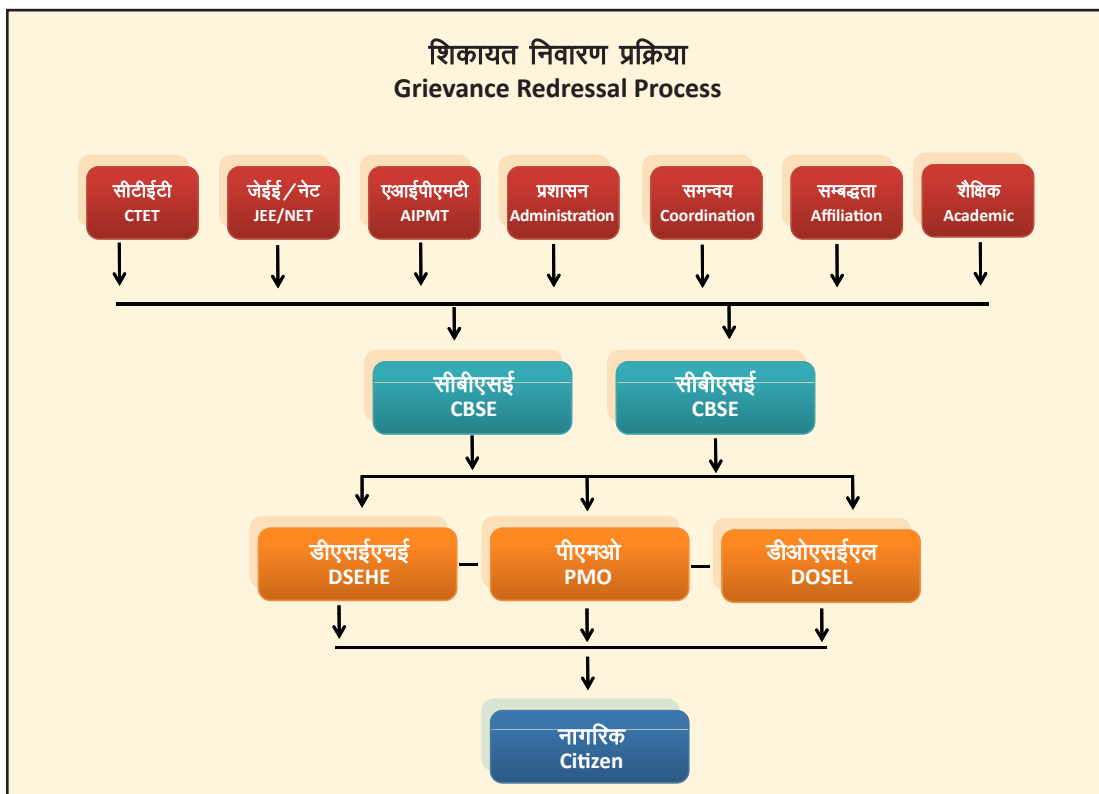 शिकायत निवारण प्रक्रिया
Grievance Redressal Process
सीटीईटी
CTET
जेईई/नेट
JEE/NET
एआईपीएमटी
AIPMT
प्रशासन
Administration
समन्वय
Coordination
सम्बद्धता
Affiliation
शैक्षिक
Academic
सीबीएसई
CBSE
सीबीएसई
CBSE
डीएसईएचई
DSEHE
पीएमओ
PMO
डीओएसईएल
DOSEL
नागरिक
Citizen